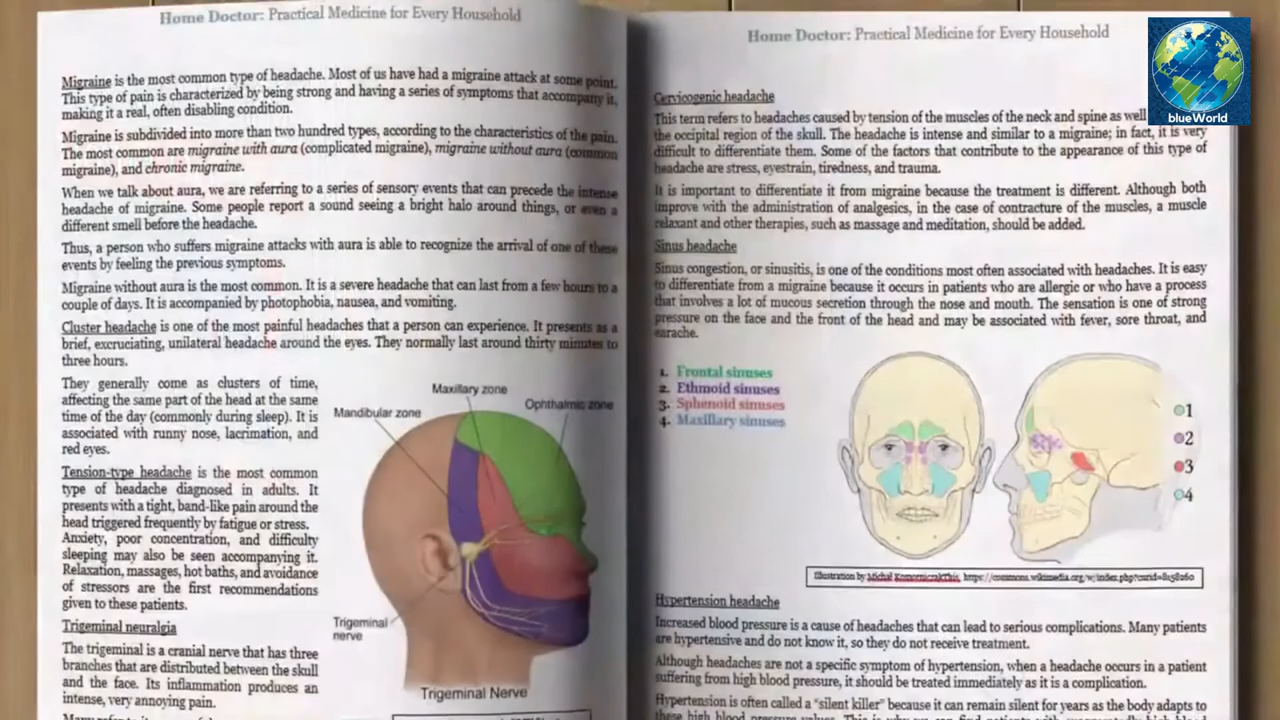 Home Doctor: Practical Medicine for Every Household
Migraine is the most common type of headache. Most of us have had a migraine attack at some point.
This type of pain is characterized by being strong and having a series of symptoms that accompany it,
making it a real, often disabling condition.
Migraine is subdivided into more than two hundred types, according to the characteristics of the pain.
The most common are migraine with aura (complicated migraine), migraine without aura (common
migraine), and chronic migraine.
When we talk about aura, we are referring to a series of sensory events that can precede the intense
headache of migraine. Some people report a sound seeing a bright halo around things, or even a
different smell before the headache.
Thus, a person who suffers migraine attacks with aura is able to recognize the arrival of one of these
events by feeling the previous symptoms.
Migraine without aura is the most common. It is a severe headache that can last from a few hours to a
couple of days. It is accompanied by photophobia, nausea, and vomiting.
Cluster headache is one of the most painful headaches that a person can experience. It presents as a
brief, excruciating, unilateral headache around the eyes. They normally last around thirty minutes to
three hours.
They generally come as clusters of time,
affecting the same part of the head at the same
time of the day (commonly during sleep). It is
associated with runny nose, lacrimation, and
red eyes.
Tension-type headache is the most common
type of headache diagnosed in adults. It
presents with a tight, band-like pain around the
head triggered frequently by fatigue or stress.
Anxiety, poor concentration, and difficulty
sleeping may also be seen accompanying it.
Relaxation, massages, hot baths, and avoidance
of stressors are the first recommendations
given to these patients.
Trigeminal neuralgia
The trigeminal is a cranial nerve that has three
branches that are distributed between the skull
and the face. Its inflammation produces an
intense, very annoying pain.
Maxillary zone
Mandibular zone
Ophthalmic zone
Trigeminal
nerve
Trigeminal Nerve
Home Doctor: Practical Medicine for Every Household
Cervicogenic headache
This term refers to headaches caused by tension of the muscles of the neck and spine as well
the occipital region of the skull. The headache is intense and similar to a migraine; in fact, it is very
difficult to differentiate them. Some of the factors that contribute to the appearance of this type of
headache are stress, eyestrain, tiredness, and trauma.
It is important to differentiate it from migraine because the treatment is different. Although both
improve with the administration of analgesics, in the case of contracture of the muscles, a muscle
relaxant and other therapies, such as massage and meditation, should be added.
Sinus headache
Sinus congestion, or sinusitis, is one of the conditions most often associated with headaches. It is easy
to differentiate from a migraine because it occurs in patients who are allergic or who have a process
that involves a lot of mucous secretion through the nose and mouth. The sensation is one of strong
pressure on the face and the front of the head and may be associated with fever, sore throat, and
earache.
1. Frontal sinuses
2. Ethmoid sinuses
3. Sphenoid sinuses
4. Maxillary sinuses
1
2
3
4
Illustration by Michał
Hypertension headache
Increased blood pressure is a cause of headaches that can lead to serious complications. Many patients
are hypertensive and do not know it, so they do not receive treatment.
Although headaches are not a specific symptom of hypertension, when a headache occurs in a patient
suffering from high blood pressure, it should be treated immediately as it is a complication.
Hypertension is often called a "silent killer" because it can remain silent for years as the body adapts to
these high blood pressure values.
blueWorld